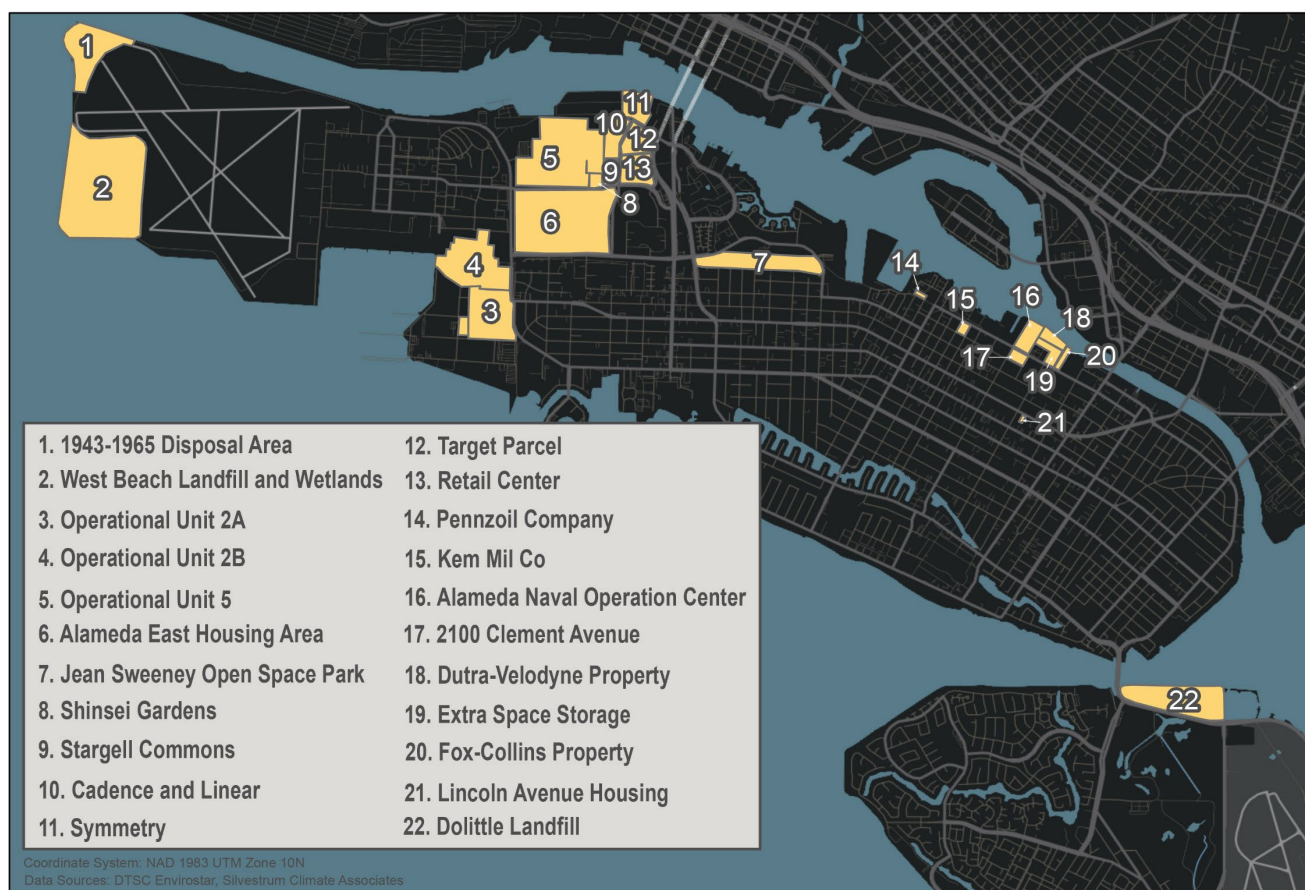 1
2
3
4
5
6
7
8
9
10
11
12
13
14
15
16
17
18
19
20
21
22
1. 1943-1965 Disposal Area
2. West Beach Landfill and Wetlands
3. Operational Unit 2A
4. Operational Unit 2B
5. Operational Unit 5
6. Alameda East Housing Area
7. Jean Sweeney Open Space Park
8. Shinsei Gardens
9. Stargell Commons
10. Cadence and Linear
11. Symmetry
12. Target Parcel
13. Retail Center
14. Pennzoil Company
15. Kem Mil Co
16. Alameda Naval Operation Center
17. 2100 Clement Avenue
18. Dutra-Velodyne Property
19. Extra Space Storage
20. Fox-Collins Property
21. Lincoln Avenue Housing
22. Dolittle Landfill
Coordinate System: NAD 1983 UTM Zone 10N
Data Sources: DTSC Envirostar, Silvestrum Climate Associates